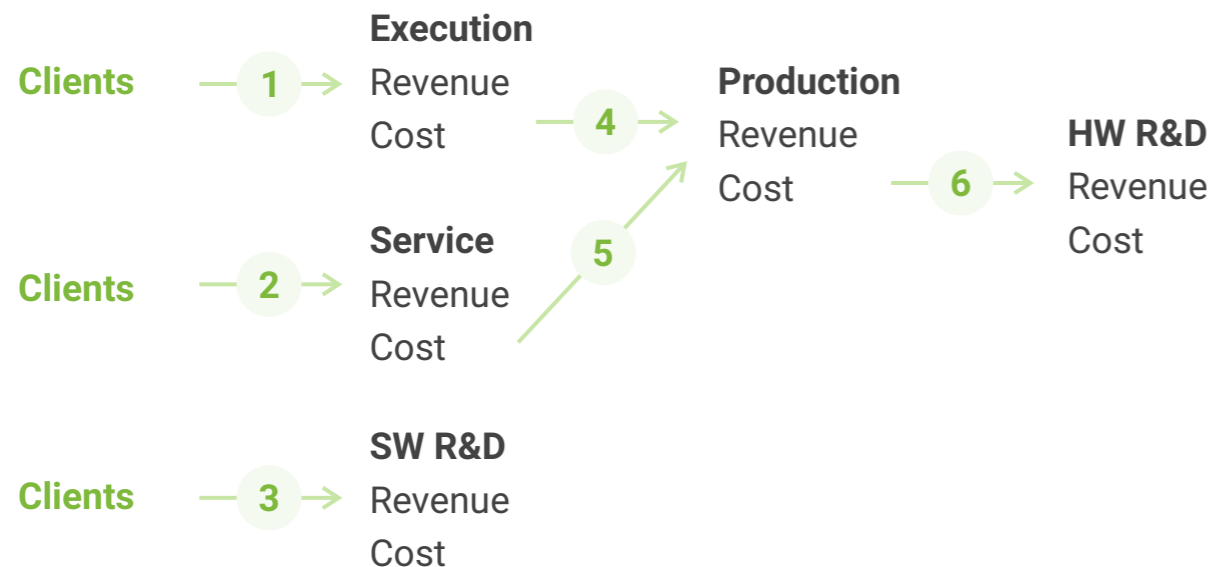 Clients
1
Execution
Revenue
Cost
4
Production
Revenue
Cost
6
HW R&D
Revenue
Cost
Clients
2
Service
Revenue
Cost
5
Clients
3
SW R&D
Revenue
Cost